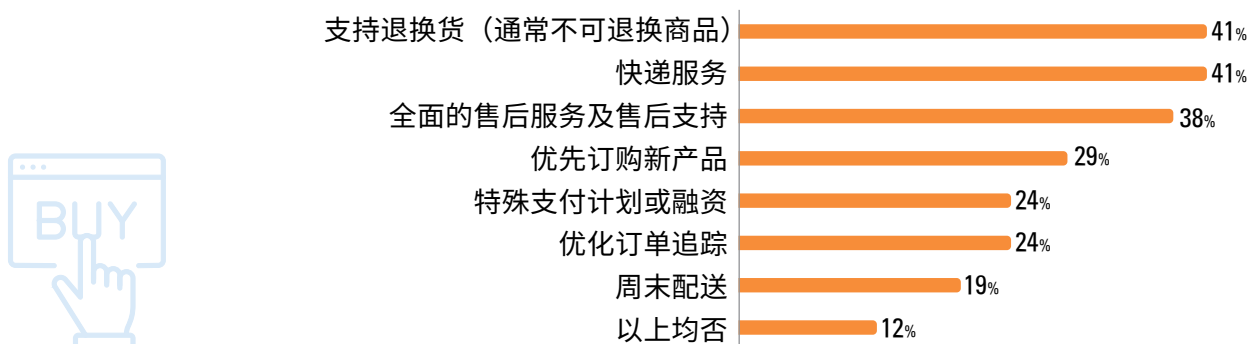 支持退换货（通常不可退换商品） 41%
快递服务 41%
全面的售后服务及售后支持 38%
优先订购新产品 29%
特殊支付计划或融资 24%
优化订单追踪 24%
周末配送 19%
以上均否 12%
BUY